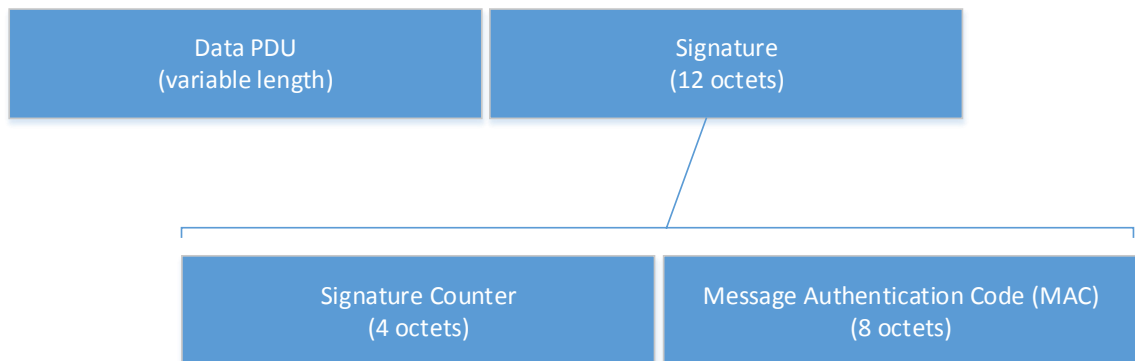 Data PDU
(variable length)
Signature
(12 octets)
Signature Counter
(4 octets)
Message Authentication Code (MAC)
(8 octets)